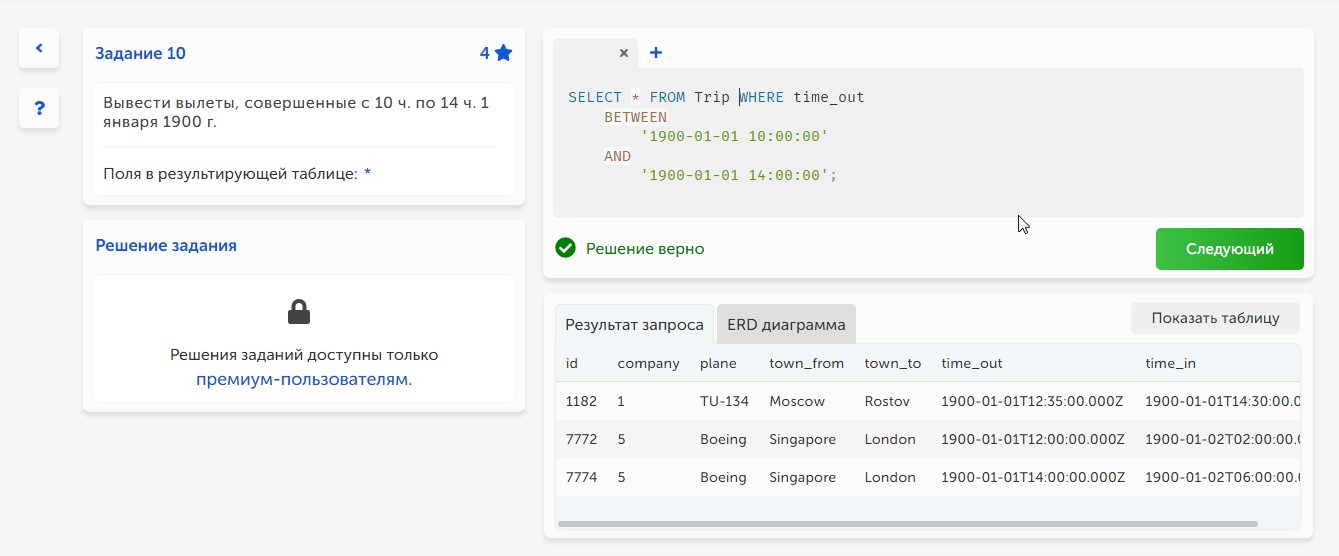 Задание 10
4
Вывести вылеты, совершенные с 10 ч. по 14 ч. 1
января 1900 г.
Поля в результирующей таблице: *
?
Решение задания
Решения заданий доступны только
премиум-пользователям.
SELECT * FROM Trip WHERE time_out
BETWEEN
'1900-01-01 10:00:00'
AND
'1900-01-01 14:00:00';
Решение верно
Следующий
Результат запроса ERD диаграмма Показать таблицу
id company plane town_from town_to time_out time_in
1182 1 TU-134 Moscow Rostov 1900-01-01T12:35:00.000Z 1900-01-01T14:30:00.0
7772 5 Boeing Singapore London 1900-01-01T12:00:00.000Z 1900-01-02T02:00:00.
7774 5 Boeing Singapore London 1900-01-01T14:00:00.000Z 1900-01-02T06:00:00.